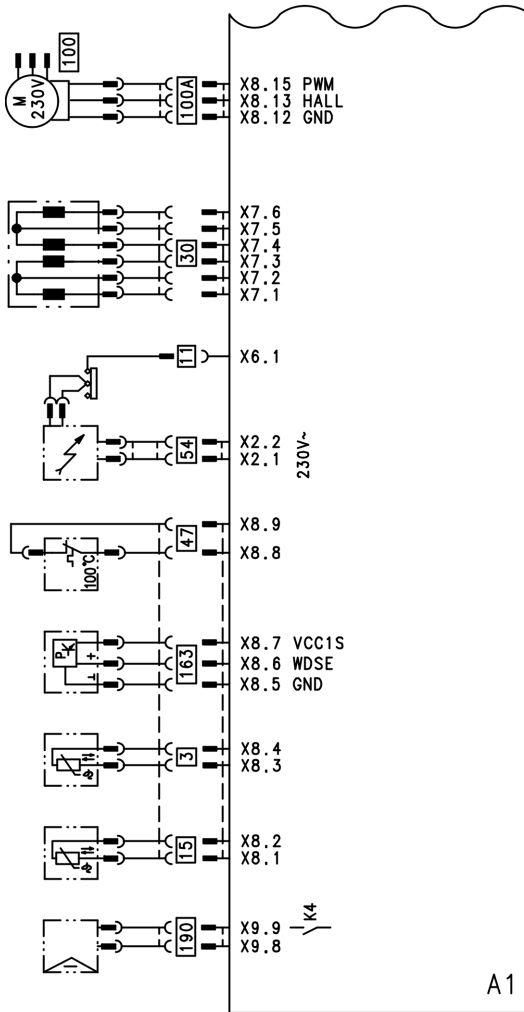 100
M
230V
100A
X8.15 PWM
X8.13 HALL
X8.12 GND
30
X7.6
X7.5
X7.4
X7.3
X7.2
X7.1
11
X6.1
54
X2.2
X2.1
230V~
47
X8.9
X8.8
100°C
163
P
+
X8.7 VCC1S
X8.6 WDSE
X8.5 GND
3
X8.4
X8.3
15
X8.2
X8.1
190
X9.9
X9.8
K4
A1